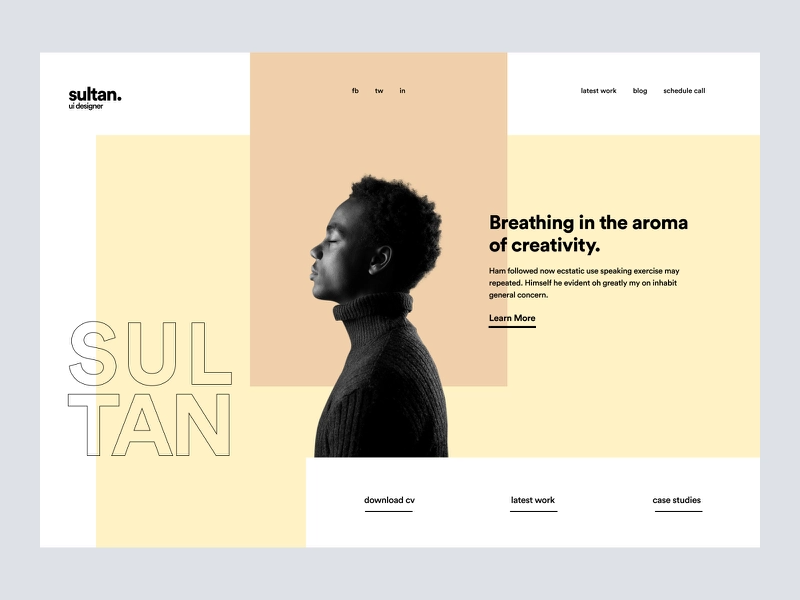 sultan.
ui designer
fb tw in
latest work blog schedule call
Breathing in the aroma
of creativity.
Ham followed now ecstatic use speaking exercise may
repeated. Himself he evident oh greatly my on inhabit
general concern.
Learn More
SUL
TAN
download cv latest work case studies